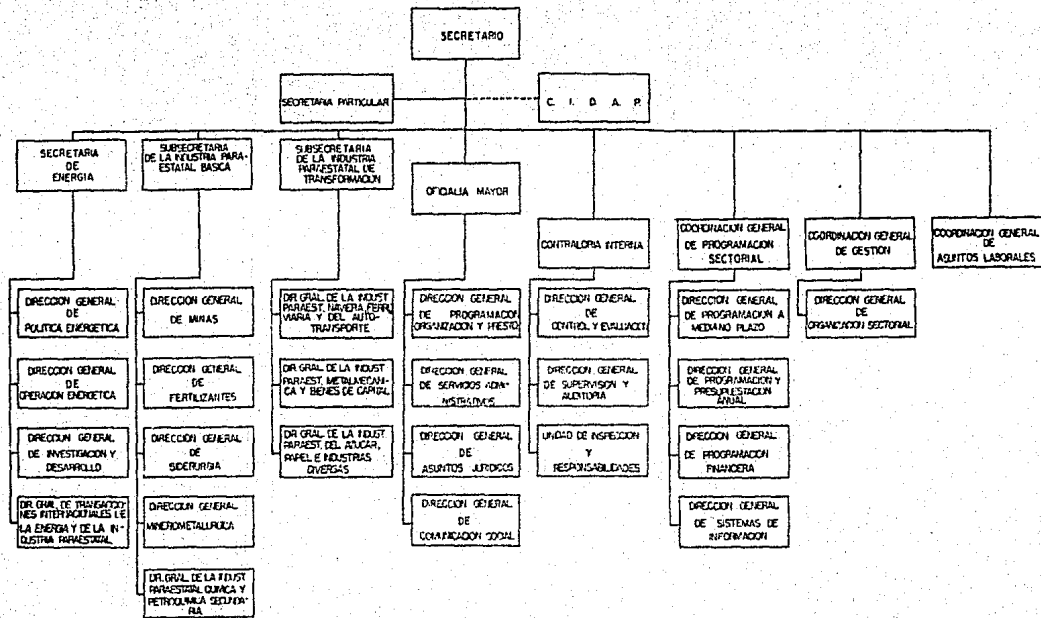 SECRETARIO
SECRETARIA PARTICULAR
C. I. D. A. P.
SECRETARIA
DE
ENERGIA
SUBSECRETARIA
DE LA INDUSTRIA PARA-
ESTATAL BASICA
SUBSECRETARIA
DE LA INDUSTRIA
PARAESTATAL DE
TRANSFORMACION
OFICIALIA MAYOR
CONTRALORIA INTERNA
COORDINACION GENERAL
DE PROGRAMACION
SECTORIAL
COORDINACION GENERAL
DE GESTION
COORDINACION GENERAL
DE
ASUNTOS LABORALES
DIRECCION GENERAL
DE
POLITICA ENERGETICA
DIRECCION GENERAL
DE
OPERACION ENERGETICA
DIRECCION GENERAL
DE INVESTIGACION Y
DESARROLLO
DR. GRAL. DE TRANSACCIO-
NES INTERNACIONALES DE
LA ENERGIA Y DE LA IN-
DUSTRIA PARAESTATAL
DIRECCION GENERAL
DE MINAS
DIRECCION GENERAL
DE
FERTILIZANTES
DIRECCION GENERAL
DE
SIDERURGIA
DIRECCION GENERAL
MINEROMETALURGICA
DIR. GRAL. DE LA INDUST.
PARAESTATAL QUIMICA Y
PETROQUIMICA SECUNDA-
RIA
DIR. GRAL. DE LA INDUST.
PARAEST. NAVIERA, FERRO
VIARIA Y DEL AUTO-
TRANSPORTE
DIR. GRAL. DE LA INDUST.
PARAEST. METALMECANI-
CA Y BIENES DE CAPITAL
DR. GRAL. DE LA INDUST.
PARAEST. DEL AZUCAR,
PAPEL E INDUSTRIAS
DIVERSAS
DIRECCION GENERAL
DE PROGRAMACION
ORGANIZACION Y PRESTO.
DIRECCION GENERAL
DE SERVICIOS ADMI-
NISTRATIVOS
DIRECCION GENERAL
DE
ASUNTOS JURIDICOS
DIRECCION GENERAL
DE
COMUNICACION SOCIAL
DIRECCION GENERAL
DE
CONTROL Y EVALUACION
DIRECCION GENERAL
DE SUPERVISION Y
AUDITORIA
UNIDAD DE INSPECCION
Y
RESPONSABILIDADES
DIRECCION GENERAL
DE PROGRAMACION A
MEDIANO PLAZO
DIRECCION GENERAL
DE PROGRAMACION Y
PRESUPUESTACION
ANUAL
DIRECCION GENERAL
DE PROGRAMACION
FINANCIERA
DIRECCION GENERAL
DE SISTEMAS DE
INFORMACION
DIRECCION GENERAL
DE
ORGANIZACION SECTORIAL